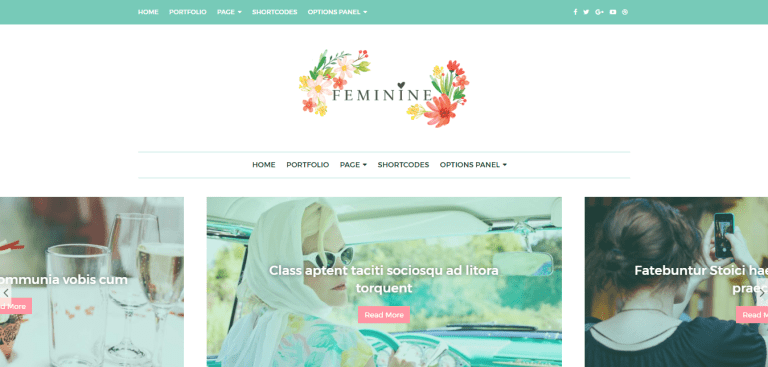 HOME PORTFOLIO PAGE SHORTCODES OPTIONS PANEL
FEMININE
HOME PORTFOLIO PAGE SHORTCODES OPTIONS PANEL
ommunia vobis cum
ad More
Class aptent taciti sociosqu ad litora
torquent
Read More
Fatebuntur Stoici hae
praec
Read M